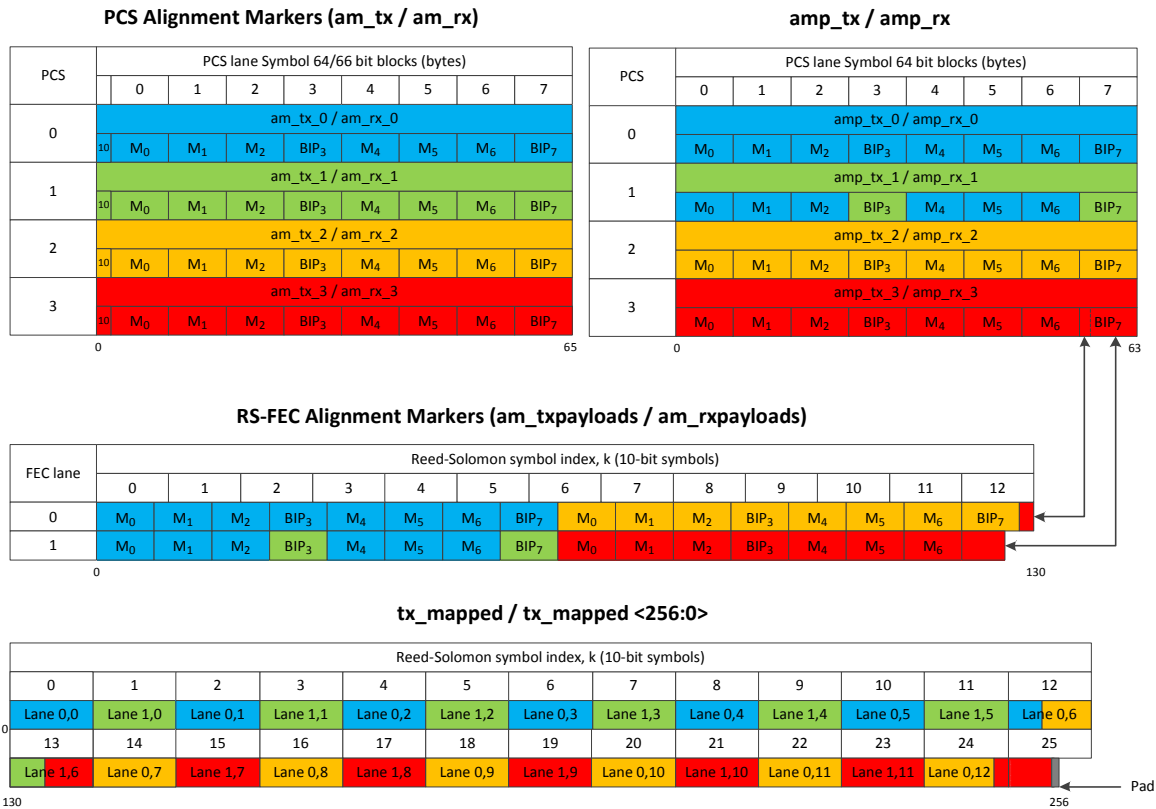 PCS Alignment Markers (am_tx / am_rx)
PCS
PCS lane Symbol 64/66 bit blocks (bytes)
0 1 2 3 4 5 6 7
0
am_tx_0 / am_rx_0
10 M0 M1 M2 BIP3 M4 M5 M6 BIP7
1
am_tx_1 / am_rx_1
10 M0 M1 M2 BIP3 M4 M5 M6 BIP7
2
am_tx_2 / am_rx_2
10 M0 M1 M2 BIP3 M4 M5 M6 BIP7
3
am_tx_3 / am_rx_3
10 M0 M1 M2 BIP3 M4 M5 M6 BIP7
0 65
amp_tx / amp_rx
PCS
PCS lane Symbol 64 bit blocks (bytes)
0 1 2 3 4 5 6 7
0
amp_tx_0 / amp_rx_0
M0 M1 M2 BIP3 M4 M5 M6 BIP7
1
amp_tx_1 / amp_rx_1
M0 M1 M2 BIP3 M4 M5 M6 BIP7
2
amp_tx_2 / amp_rx_2
M0 M1 M2 BIP3 M4 M5 M6 BIP7
3
amp_tx_3 / amp_rx_3
M0 M1 M2 BIP3 M4 M5 M6 BIP7
0 63
RS-FEC Alignment Markers (am_txpayloads / am_rxpayloads)
FEC lane
Reed-Solomon symbol index, k (10-bit symbols)
0 1 2 3 4 5 6 7 8 9 10 11 12
0 M0 M1 M2 BIP3 M4 M5 M6 BIP7 M0 M1 M2 BIP3 M4 M5 M6 BIP7
1 M0 M1 M2 BIP3 M4 M5 M6 BIP7 M0 M1 M2 BIP3 M4 M5 M6
0 130
tx_mapped / tx_mapped <256:0>
Reed-Solomon symbol index, k (10-bit symbols)
0 1 2 3 4 5 6 7 8 9 10 11 12
Lane 0,0 Lane 1,0 Lane 0,1 Lane 1,1 Lane 0,2 Lane 1,2 Lane 0,3 Lane 1,3 Lane 0,4 Lane 1,4 Lane 0,5 Lane 1,5 Lane 0,6
0
13 14 15 16 17 18 19 20 21 22 23 24 25
Lane 1,6 Lane 0,7 Lane 1,7 Lane 0,8 Lane 1,8 Lane 0,9 Lane 1,9 Lane 0,10 Lane 1,10 Lane 0,11 Lane 1,11 Lane 0,12
Pad
130 256